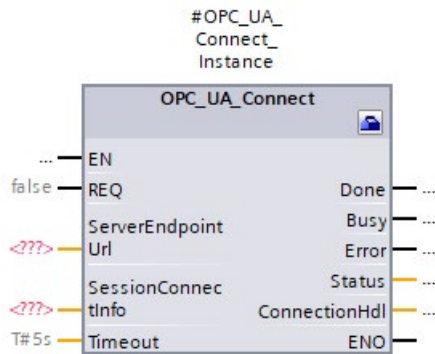 #OPC_UA_
Connect_
Instance
OPC_UA_Connect
... EN
false REQ Done ...
ServerEndpoint Busy ...
<???> Url Error ...
SessionConnec Status ...
<???> tInfo ConnectionHdl ...
T#5s Timeout ENO